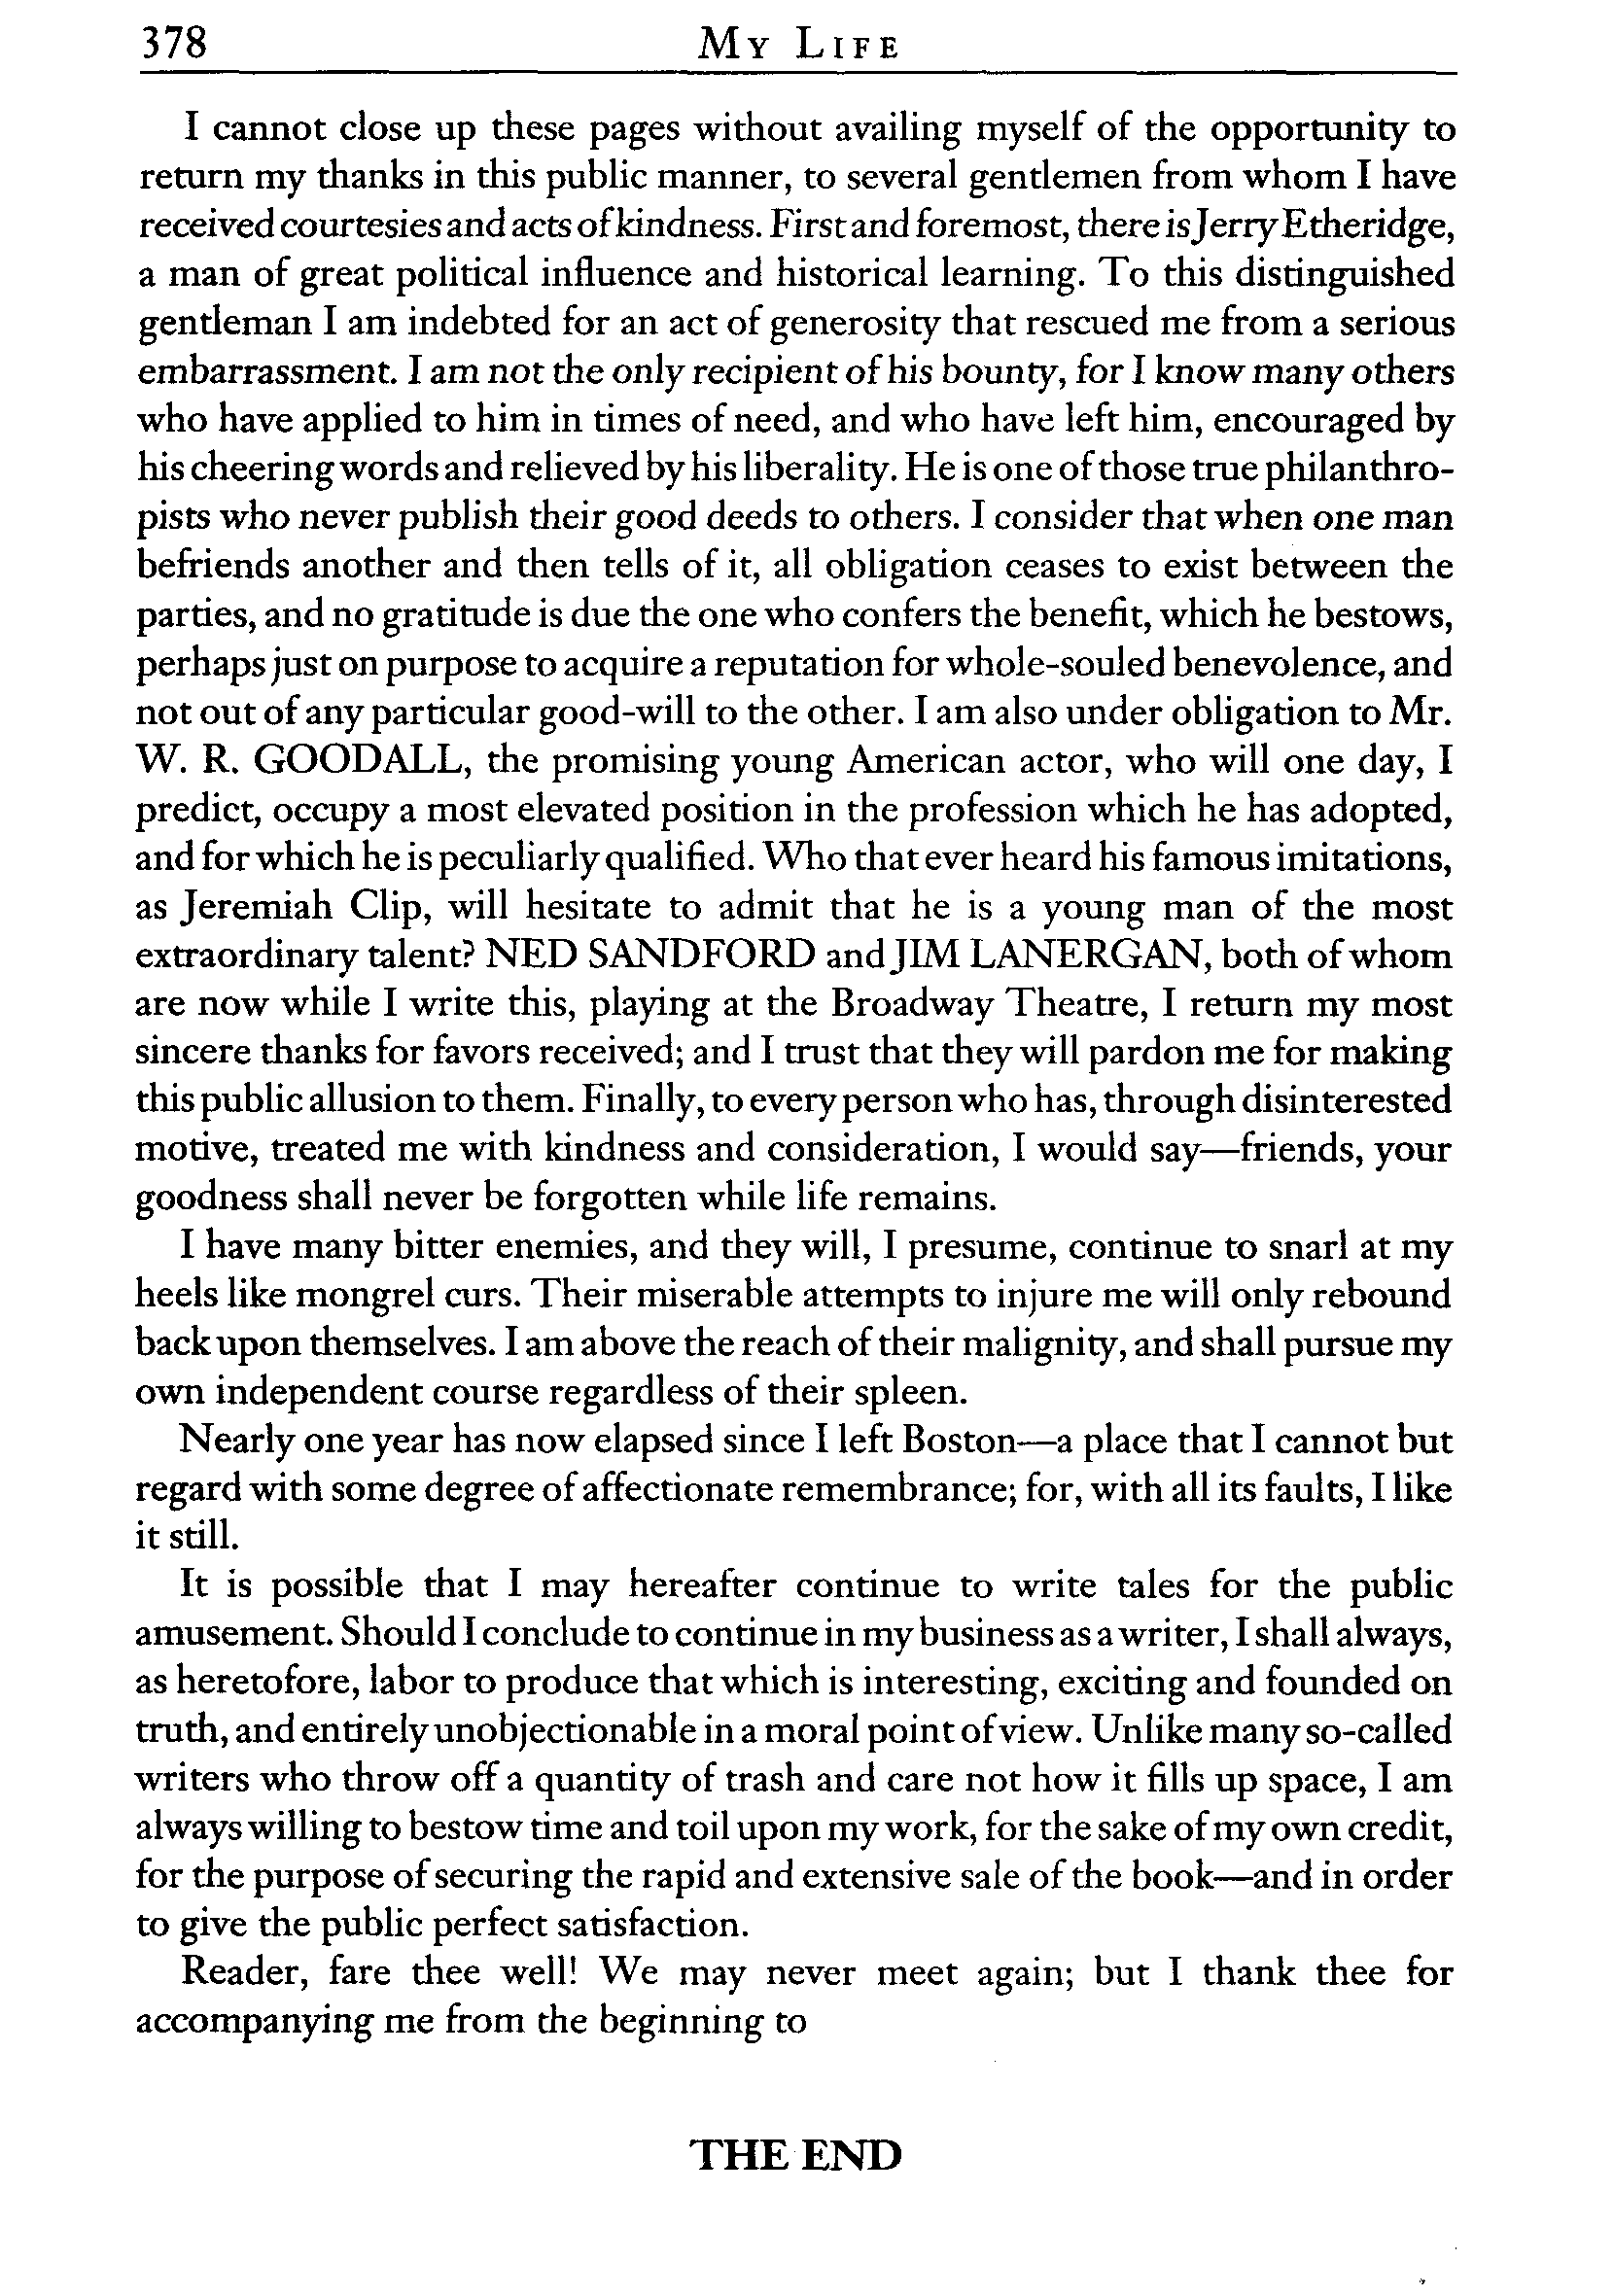 378 My Life
I cannot close up these pages without availing myself of the opportunity to
return my thanks in this public manner, to several gentlemen from whom I have
received courtesies and acts of kindness. First and foremost, there is Jerry Etheridge,
a man of great political influence and historical learning. To this distinguished
gentleman I am indebted for an act of generosity that rescued me from a serious
embarrassment. I am not the only recipient of his bounty, for I know many others
who have applied to him in times of need, and who have left him, encouraged by
his cheering words and relieved by his liberality. He is one of those true philanthro-
pists who never publish their good deeds to others. I consider that when one man
befriends another and then tells of it, all obligation ceases to exist between the
parties, and no gratitude is due the one who confers the benefit, which he bestows,
perhaps just on purpose to acquire a reputation for whole-souled benevolence, and
not out of any particular good-will to the other. I am also under obligation to Mr.
W. R. GOODALL, the promising young American actor, who will one day, I
predict, occupy a most elevated position in the profession which he has adopted,
and for which he is peculiarly qualified. Who that ever heard his famous imitations,
as Jeremiah Clip, will hesitate to admit that he is a young man of the most
extraordinary talent? NED SANDFORD and JIM LANERGAN, both of whom
are now while I write this, playing at the Broadway Theatre, I return my most
sincere thanks for favors received; and I trust that they will pardon me for making
this public allusion to them. Finally, to every person who has, through disinterested
motive, treated me with kindness and consideration, I would say—friends, your
goodness shall never be forgotten while life remains.
I have many bitter enemies, and they will, I presume, continue to snarl at my
heels like mongrel curs. Their miserable attempts to injure me will only rebound
back upon themselves. I am above the reach of their malignity, and shall pursue my
own independent course regardless of their spleen.
Nearly one year has now elapsed since I left Boston—a place that I cannot but
regard with some degree of affectionate remembrance; for, with all its faults, I like
it still.
It is possible that I may hereafter continue to write tales for the public
amusement. Should I conclude to continue in my business as a writer, I shall always,
as heretofore, labor to produce that which is interesting, exciting and founded on
truth, and entirely unobjectionable in a moral point of view. Unlike many so-called
writers who throw off a quantity of trash and care not how it fills up space, I am
always willing to bestow time and toil upon my work, for the sake of my own credit,
for the purpose of securing the rapid and extensive sale of the book—and in order
to give the public perfect satisfaction.
Reader, fare thee well! We may never meet again; but I thank thee for
accompanying me from the beginning to
THE END